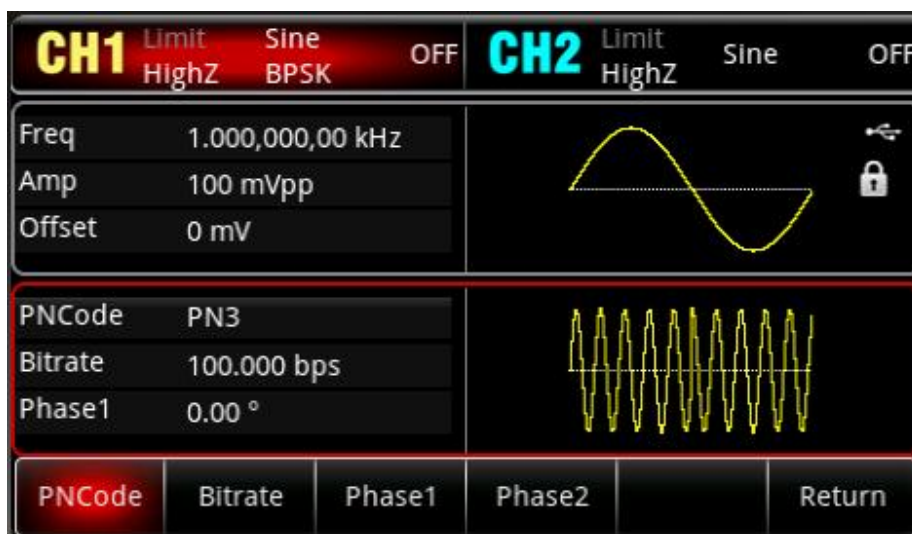 CH1 Limit Sine OFF CH2 Limit Sine OFF
HighZ BPSK HighZ
Freq 1.000,000,00 kHz
Amp 100 mVpp
Offset 0 mV
PNCode PN3
Bitrate 100.000 bps
Phase1 0.00 °
PNCode Bitrate Phase1 Phase2 Return